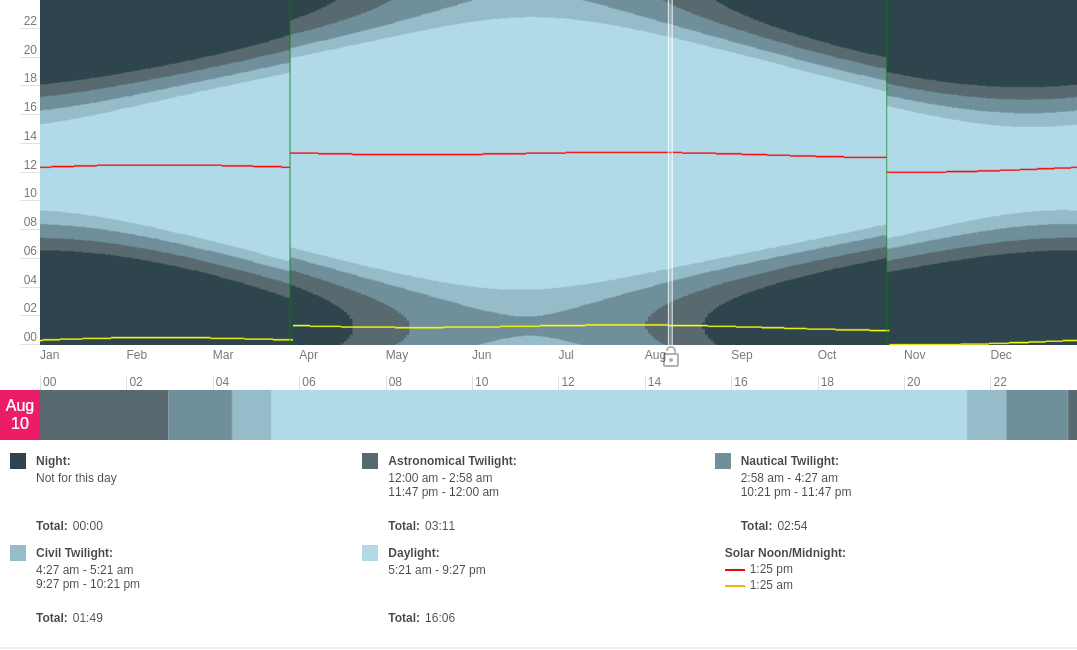 22
20
18
16
14
12
10
08
06
04
02
00
Jan Feb Mar Apr May Jun Jul Aug Sep Oct Nov Dec
00 02 04 06 08 10 12 14 16 18 20 22
Aug
10
Night:
Not for this day
Total: 00:00
Astronomical Twilight:
12:00 am - 2:58 am
11:47 pm - 12:00 am
Total: 03:11
Nautical Twilight:
2:58 am - 4:27 am
10:21 pm - 11:47 pm
Total: 02:54
Civil Twilight:
4:27 am - 5:21 am
9:27 pm - 10:21 pm
Total: 01:49
Daylight:
5:21 am - 9:27 pm
Total: 16:06
Solar Noon/Midnight:
1:25 pm
1:25 am